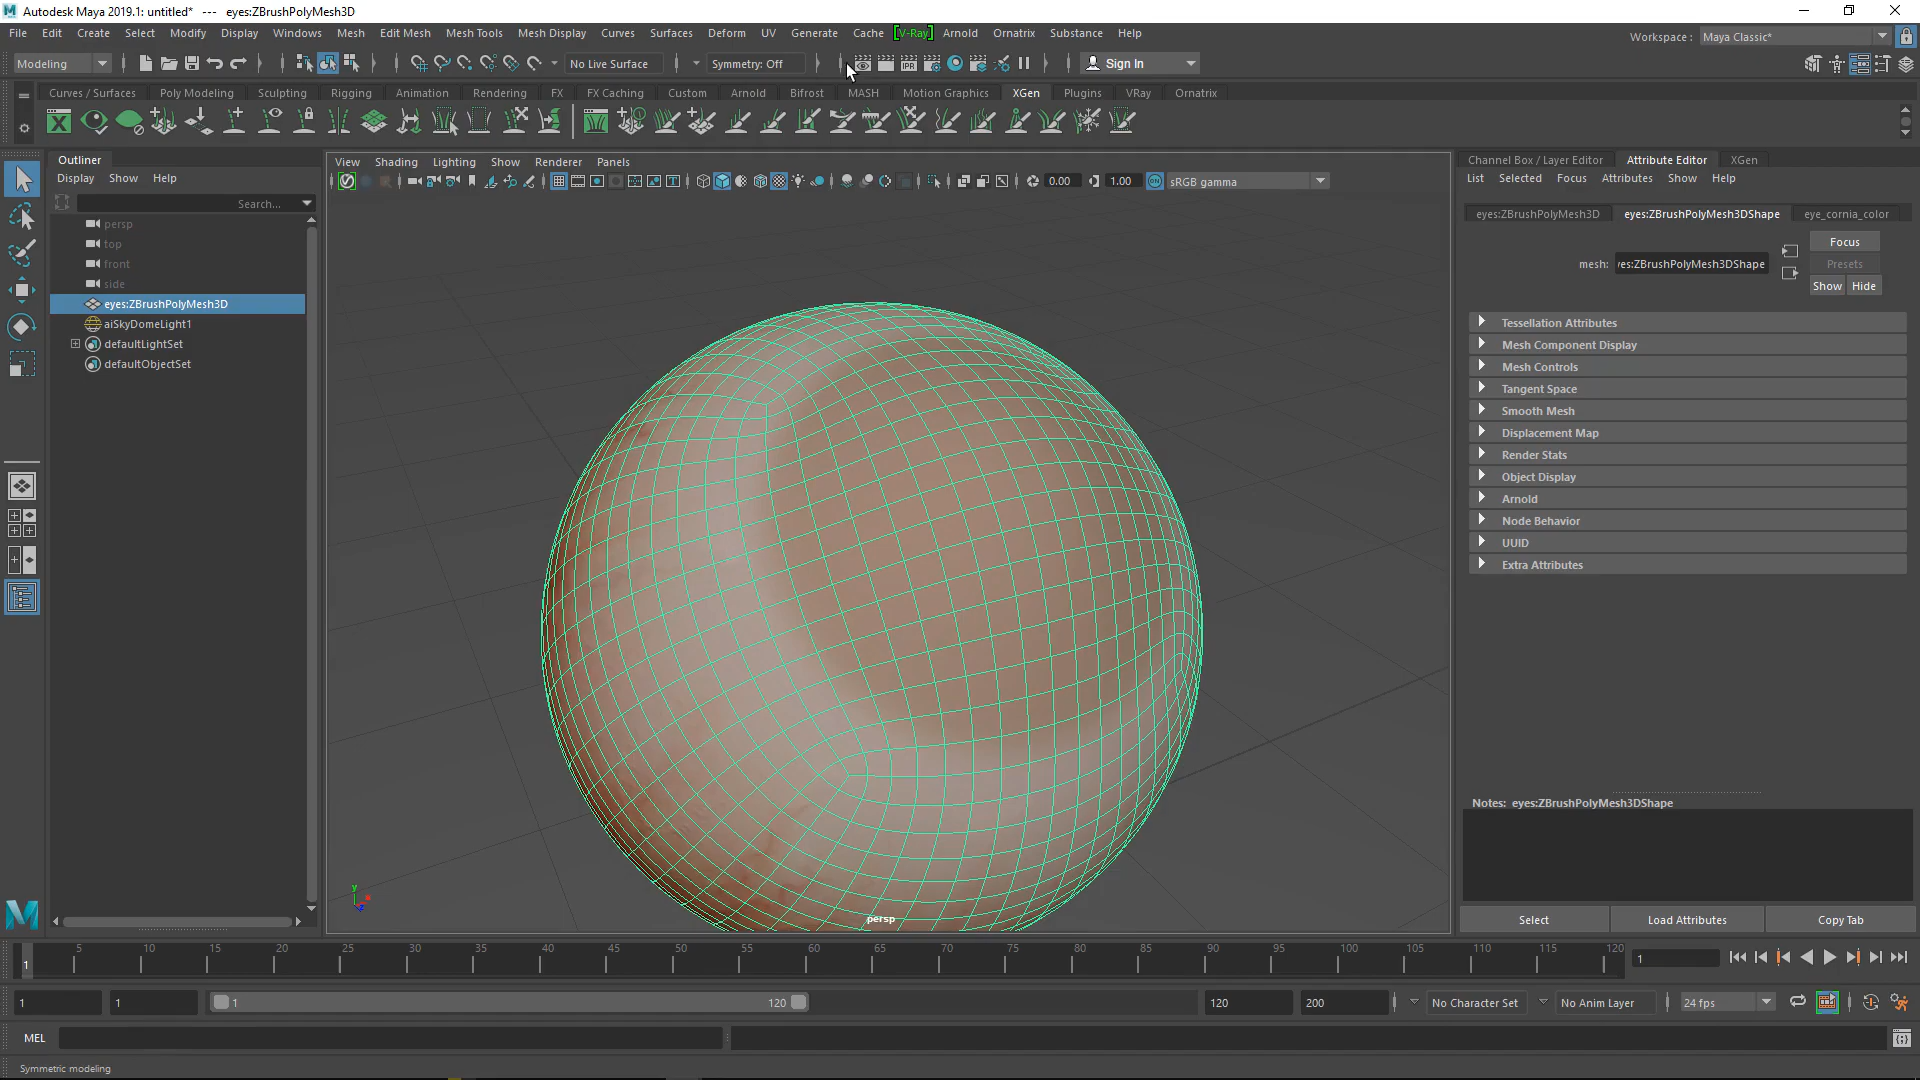 Autodesk Maya 2019.1: untitled*   ---   eyes:ZBrushPolyMesh3D
File Edit Create Select Modify Display Windows Mesh Edit Mesh Mesh Tools Mesh Display Curves Surfaces Deform UV Generate Cache [V-Ray] Arnold Ornatrix Substance Help
Workspace : Maya Classic*
Modeling No Live Surface Symmetry: Off IPR Sign In
Curves / Surfaces Poly Modeling Sculpting Rigging Animation Rendering FX FX Caching Custom Arnold Bifrost MASH Motion Graphics XGen Plugins VRay Ornatrix
Outliner
Display Show Help
Search...
persp
top
front
side
eyes:ZBrushPolyMesh3D
aiSkyDomeLight1
defaultLightSet
defaultObjectSet
View Shading Lighting Show Renderer Panels
0.00 1.00 ON sRGB gamma
y
persp
Channel Box / Layer Editor Attribute Editor XGen
List Selected Focus Attributes Show Help
eyes:ZBrushPolyMesh3D eyes:ZBrushPolyMesh3DShape eye_cornia_color
Focus
mesh: yes:ZBrushPolyMesh3DShape Presets
Show Hide
Tessellation Attributes
Mesh Component Display
Mesh Controls
Tangent Space
Smooth Mesh
Displacement Map
Render Stats
Object Display
Arnold
Node Behavior
UUID
Extra Attributes
Notes: eyes:ZBrushPolyMesh3DShape
Select Load Attributes Copy Tab
5 10 15 20 25 30 35 40 45 50 55 60 65 70 75 80 85 90 95 100 105 110 115 120
1 1
1 1 1 120 120 200 No Character Set No Anim Layer 24 fps
MEL
Symmetric modeling